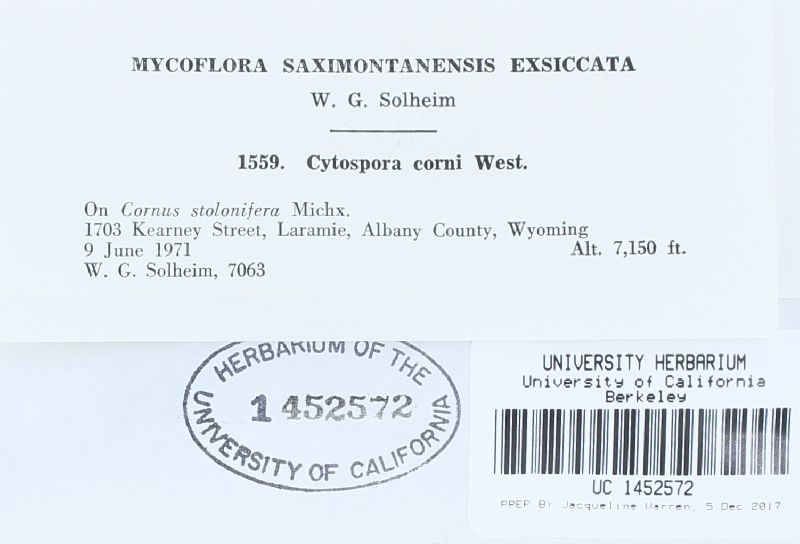 MYCOFLORA SAXIMONTANENSIS EXSICCATA
W. G. Solheim
1559. Cytospora corni West.
On Cornus stolonifera Michx.
1703 Kearney Street, Laramie, Albany County, Wyoming
9 June 1971 Alt. 7,150 ft.
W. G. Solheim, 7063
HERBARIUM OF THE
1 452572
UNIVERSITY OF CALIFORNIA
UNIVERSITY HERBARIUM
University of California
Berkeley
UC 1452572
PREP BY Jacqueline Warren, 5 Dec 2017